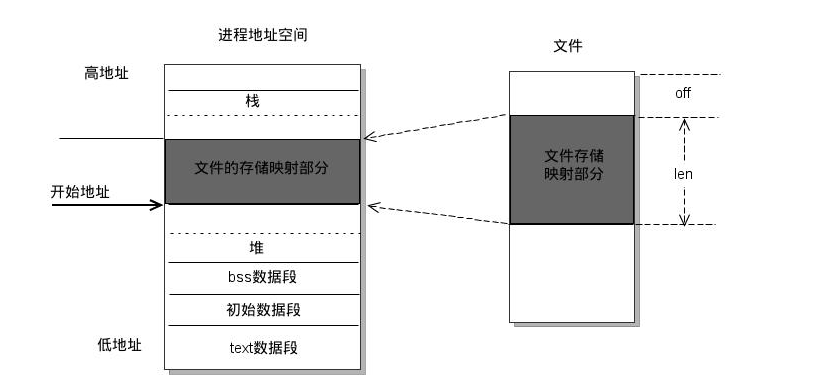 进程地址空间
文件
高地址
栈
off
文件的存储映射部分
文件存储
映射部分
len
开始地址
堆
bss数据段
初始数据段
低地址
text数据段